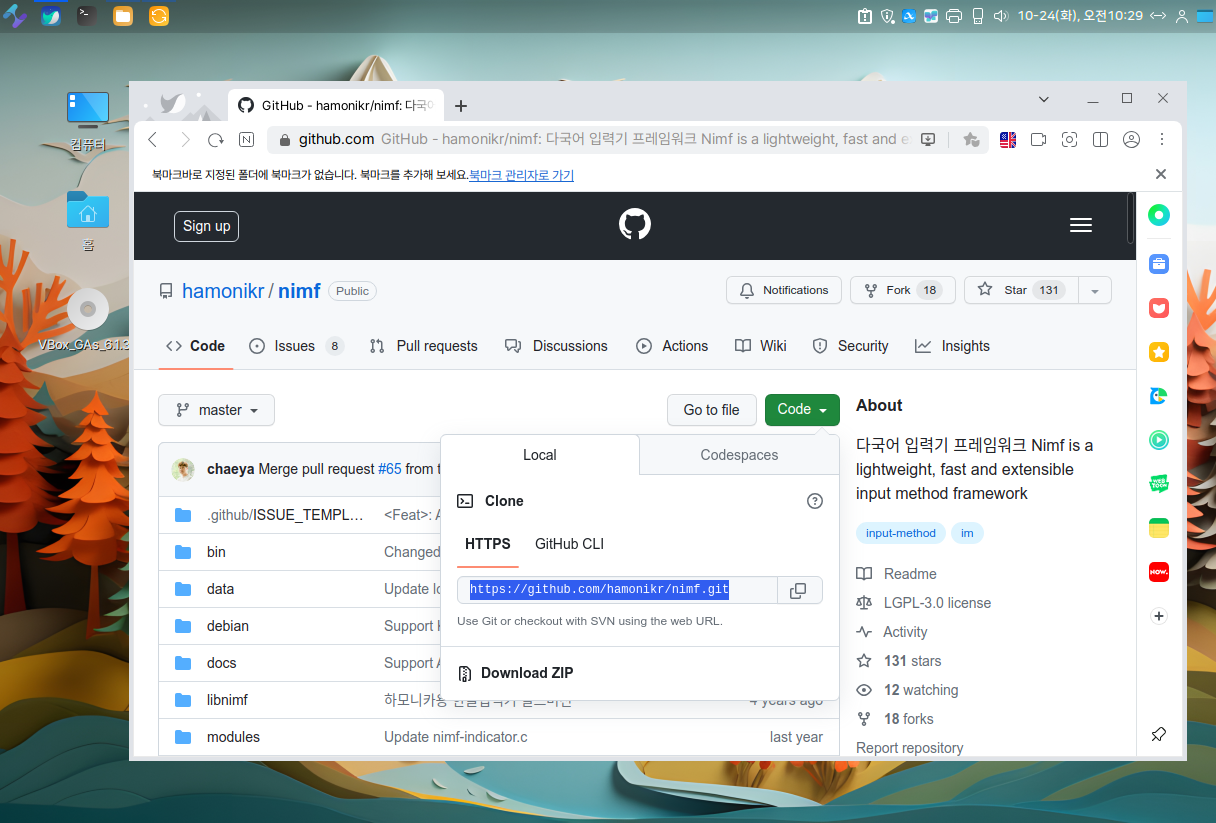 10-24(화), 오전10:29
컴퓨터
홈
VBox_GAs_6.1.3
GitHub - hamonikr/nimf: 다국
github.com GitHub - hamonikr/nimf: 다국어 입력기 프레임워크 Nimf is a lightweight, fast and e
북마크바로 지정된 폴더에 북마크가 없습니다. 북마크를 추가해 보세요.북마크 관리자로 가기
Sign up
hamonikr / nimf Public
Notifications
Fork 18
Star 131
Code
Issues 8
Pull requests
Discussions
Actions
Wiki
Security
Insights
master
Go to file
Code
chaeya Merge pull request #65 from
.github/ISSUE_TEMPL… <Feat>:
bin Changed
data Update
debian Support
docs Support
libnimf 하모니카용 4 years ago
modules Update nimf-indicator.c last year
Local
Codespaces
Clone
HTTPS
GitHub CLI
https://github.com/hamonikr/nimf.git
Use Git or checkout with SVN using the web URL.
Download ZIP
About
다국어 입력기 프레임워크 Nimf is a
lightweight, fast and extensible
input method framework
input-method im
Readme
LGPL-3.0 license
Activity
131 stars
12 watching
18 forks
Report repository
WEB
TOON
NOW.